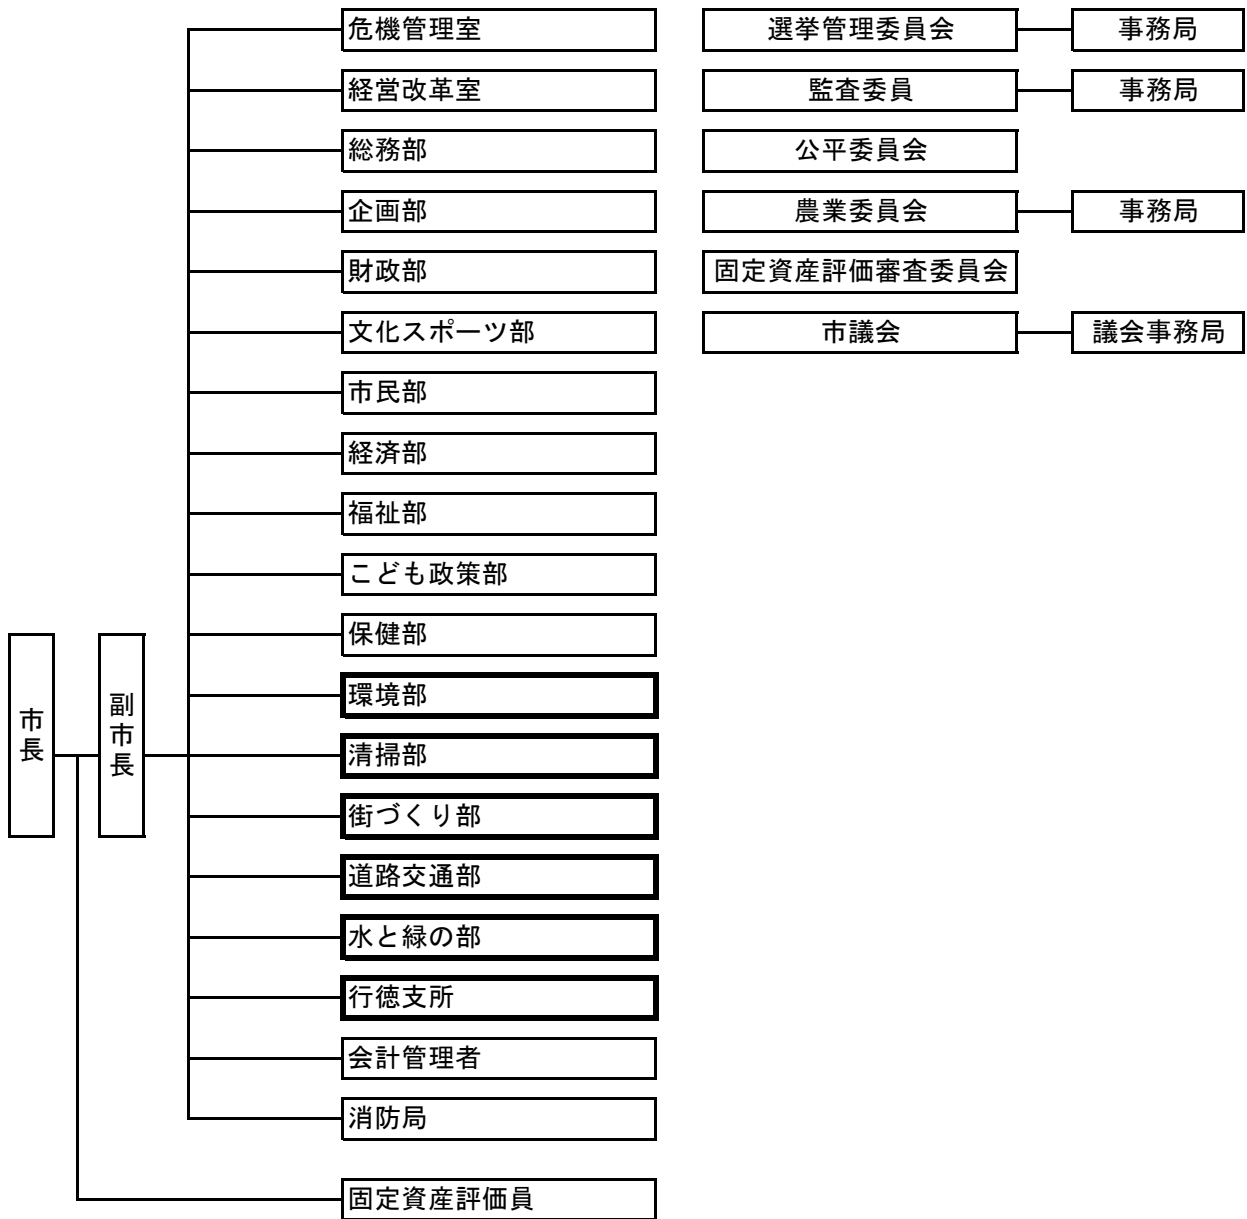 危機管理室
選挙管理委員会
事務局
経営改革室
監査委員
事務局
総務部
公平委員会
企画部
農業委員会
事務局
財政部
固定資産評価審査委員会
文化スポーツ部
市議会
議会事務局
市民部
経済部
福祉部
こども政策部
保健部
市長
副市長
環境部
清掃部
街づくり部
道路交通部
水と緑の部
行徳支所
会計管理者
消防局
固定資産評価員